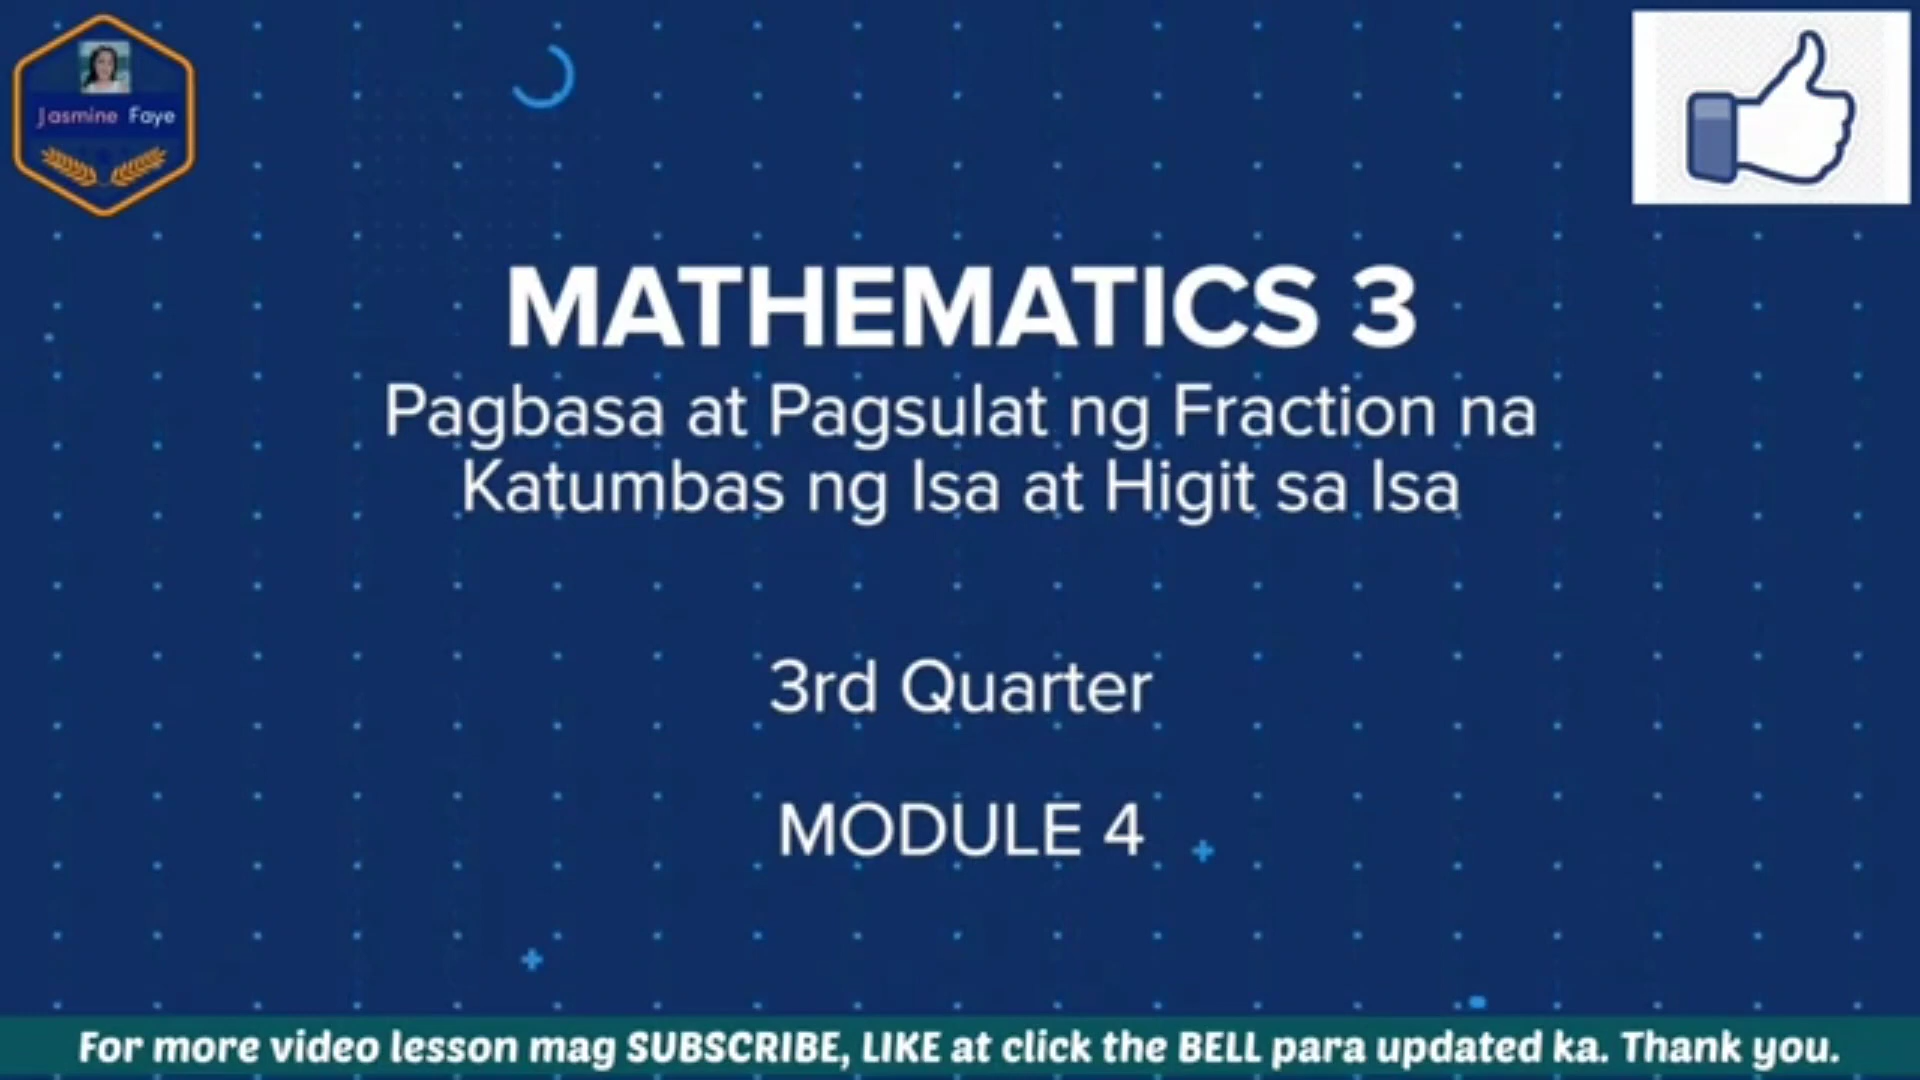 Jasmine Faye
MATHEMATICS 3
Pagbasa at Pagsulat ng Fraction na
Katumbas ng Isa at Higit sa Isa
3rd Quarter
MODULE 4
For more video lesson mag SUBSCRIBE, LIKE at click the BELL para updated ka. Thank you.